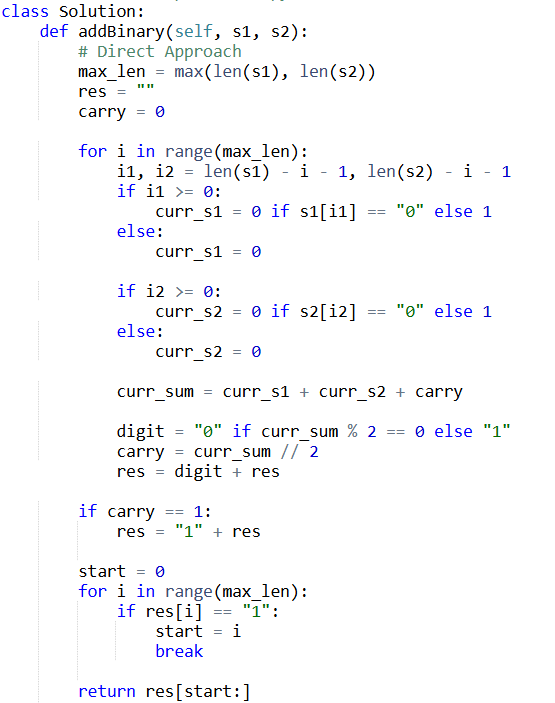 class Solution:
    def addBinary(self, s1, s2):
        # Direct Approach
        max_len = max(len(s1), len(s2))
        res = ""
        carry = 0

        for i in range(max_len):
            i1, i2 = len(s1) - i - 1, len(s2) - i - 1
            if i1 >= 0:
                curr_s1 = 0 if s1[i1] == "0" else 1
            else:
                curr_s1 = 0

            if i2 >= 0:
                curr_s2 = 0 if s2[i2] == "0" else 1
            else:
                curr_s2 = 0

            curr_sum = curr_s1 + curr_s2 + carry

            digit = "0" if curr_sum % 2 == 0 else "1"
            carry = curr_sum // 2
            res = digit + res

        if carry == 1:
            res = "1" + res

        start = 0
        for i in range(max_len):
            if res[i] == "1":
                start = i
                break

        return res[start:]